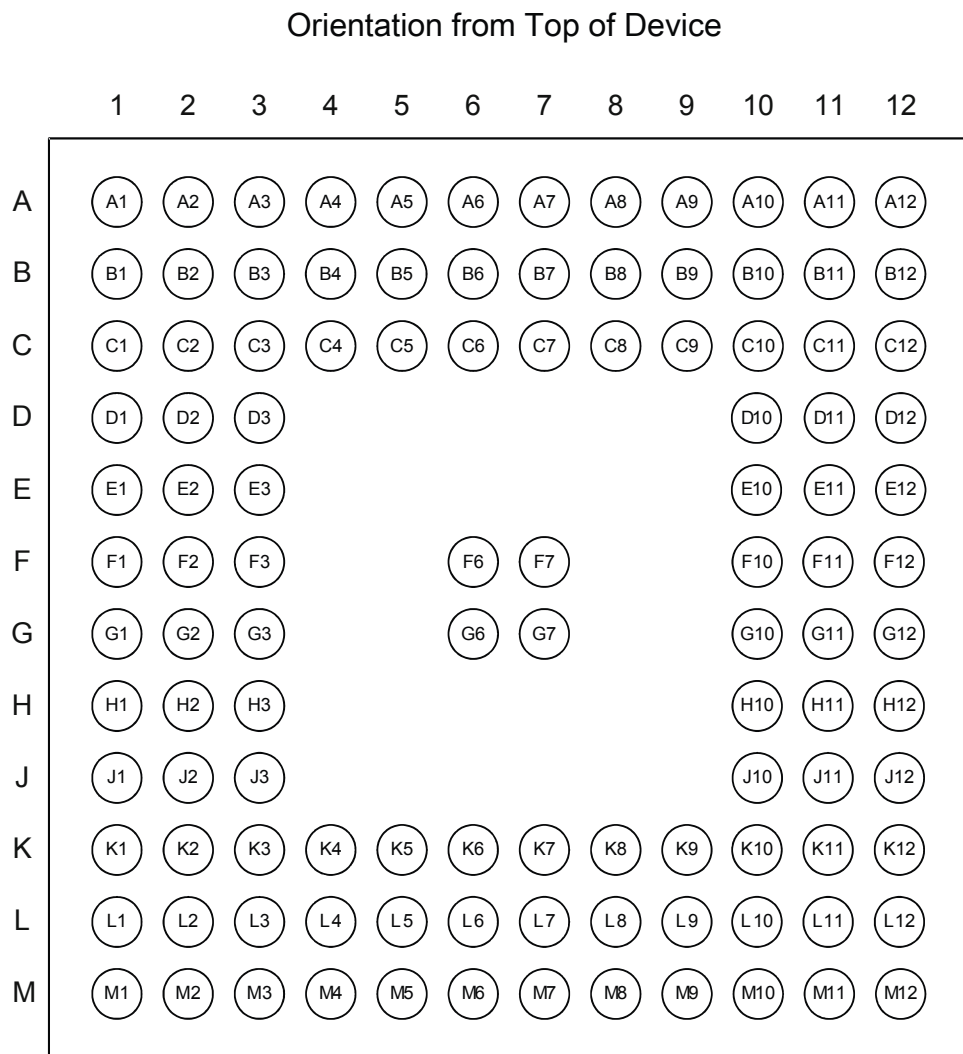 Orientation from Top of Device
1 2 3 4 5 6 7 8 9 10 11 12
A A1 A2 A3 A4 A5 A6 A7 A8 A9 A10 A11 A12
B B1 B2 B3 B4 B5 B6 B7 B8 B9 B10 B11 B12
C C1 C2 C3 C4 C5 C6 C7 C8 C9 C10 C11 C12
D D1 D2 D3 D10 D11 D12
E E1 E2 E3 E10 E11 E12
F F1 F2 F3 F6 F7 F10 F11 F12
G G1 G2 G3 G6 G7 G10 G11 G12
H H1 H2 H3 H10 H11 H12
J J1 J2 J3 J10 J11 J12
K K1 K2 K3 K4 K5 K6 K7 K8 K9 K10 K11 K12
L L1 L2 L3 L4 L5 L6 L7 L8 L9 L10 L11 L12
M M1 M2 M3 M4 M5 M6 M7 M8 M9 M10 M11 M12